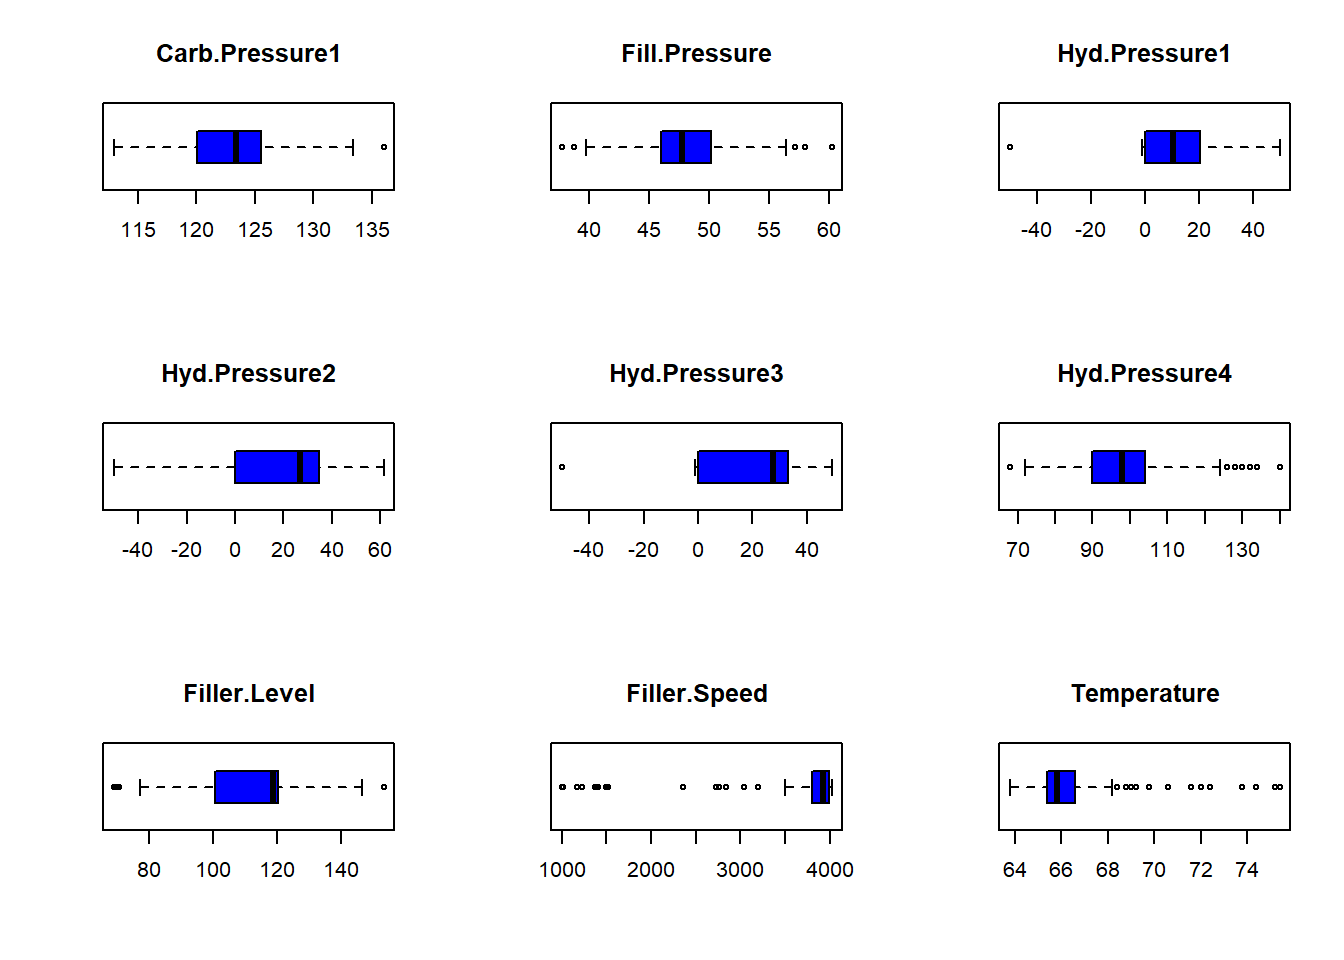 Carb.Pressure1 Fill.Pressure Hyd.Pressure1
115 120 125 130 135 40 45 50 55 60 -40 -20 0 20 40
Hyd.Pressure2 Hyd.Pressure3 Hyd.Pressure4
-40 -20 0 20 40 60 -40 -20 0 20 40 70 90 110 130
Filler.Level Filler.Speed Temperature
80 100 120 140 1000 2000 3000 4000 64 66 68 70 72 74